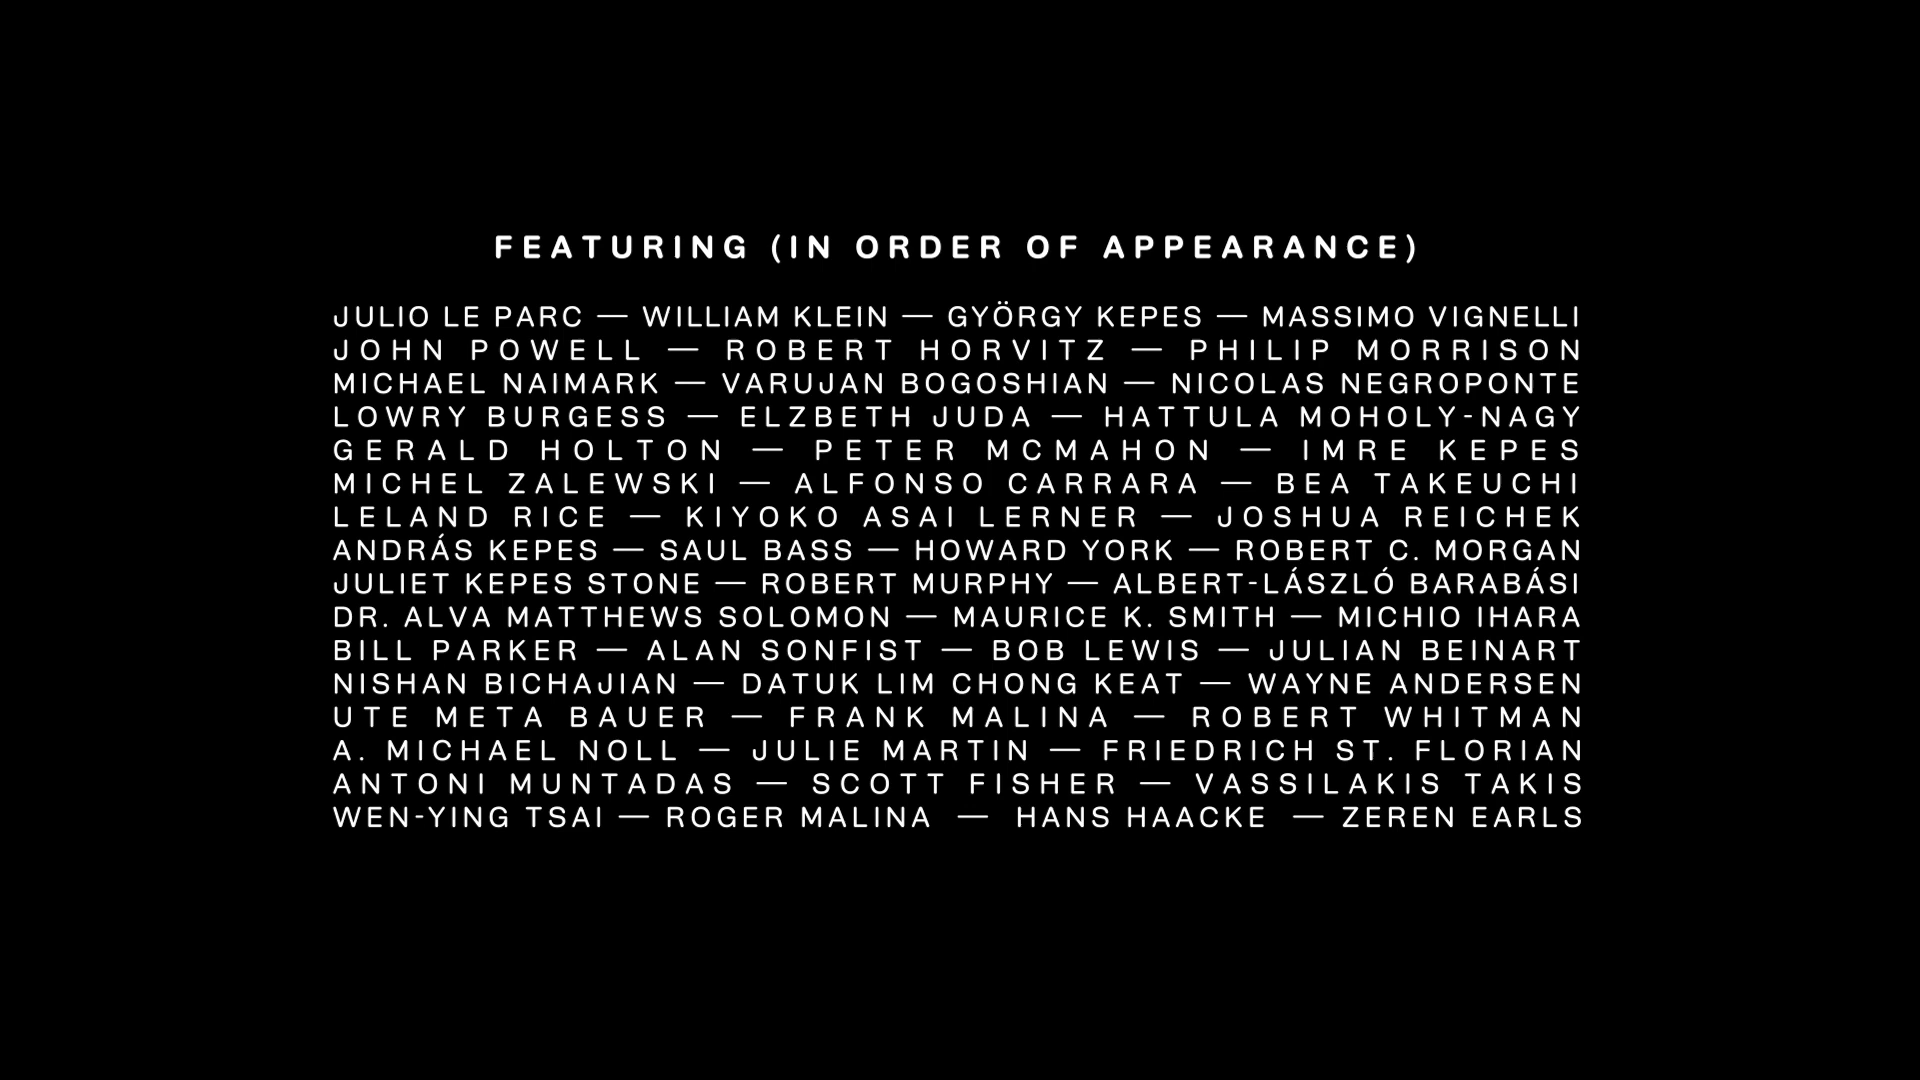 FEATURING (IN ORDER OF APPEARANCE)
JULIO LE PARC — WILLIAM KLEIN — GYÖRGY KEPES — MASSIMO VIGNELLI
JOHN POWELL — ROBERT HORVITZ — PHILIP MORRISON
MICHAEL NAIMARK — VARUJAN BOGOSHIAN — NICOLAS NEGROPONTE
LOWRY BURGESS — ELZBETH JUDA — HATTULA MOHOLY-NAGY
GERALD HOLTON — PETER MCMAHON — IMRE KEPES
MICHEL ZALEWSKI — ALFONSO CARRARA — BEA TAKEUCHI
LELAND RICE — KIYOKO ASAI LERNER — JOSHUA REICHEK
ANDRÁS KEPES — SAUL BASS — HOWARD YORK — ROBERT C. MORGAN
JULIET KEPES STONE — ROBERT MURPHY — ALBERT-LÁSZLÓ BARABÁSI
DR. ALVA MATTHEWS SOLOMON — MAURICE K. SMITH — MICHIO IHARA
BILL PARKER — ALAN SONFIST — BOB LEWIS — JULIAN BEINART
NISHAN BICHAJIAN — DATUK LIM CHONG KEAT — WAYNE ANDERSEN
UTE META BAUER — FRANK MALINA — ROBERT WHITMAN
A. MICHAEL NOLL — JULIE MARTIN — FRIEDRICH ST. FLORIAN
ANTONI MUNTADAS — SCOTT FISHER — VASSILAKIS TAKIS
WEN-YING TSAI — ROGER MALINA — HANS HAACKE — ZEREN EARLS